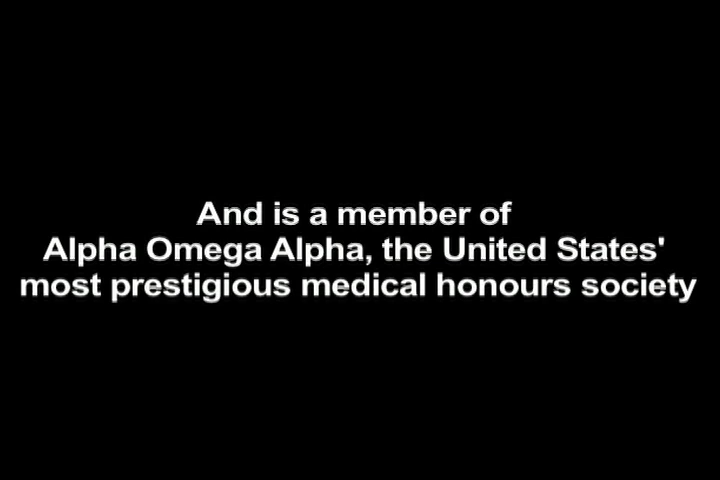 And is a member of
Alpha Omega Alpha, the United States'
most prestigious medical honours society